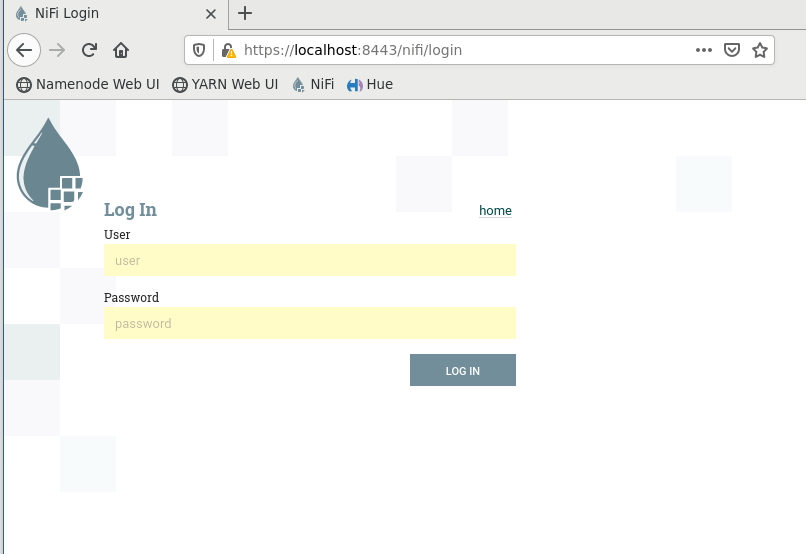 NiFi Login
https://localhost:8443/nifi/login
Namenode Web UI YARN Web UI NiFi Hue
Log In home
User
user
Password
password
LOG IN